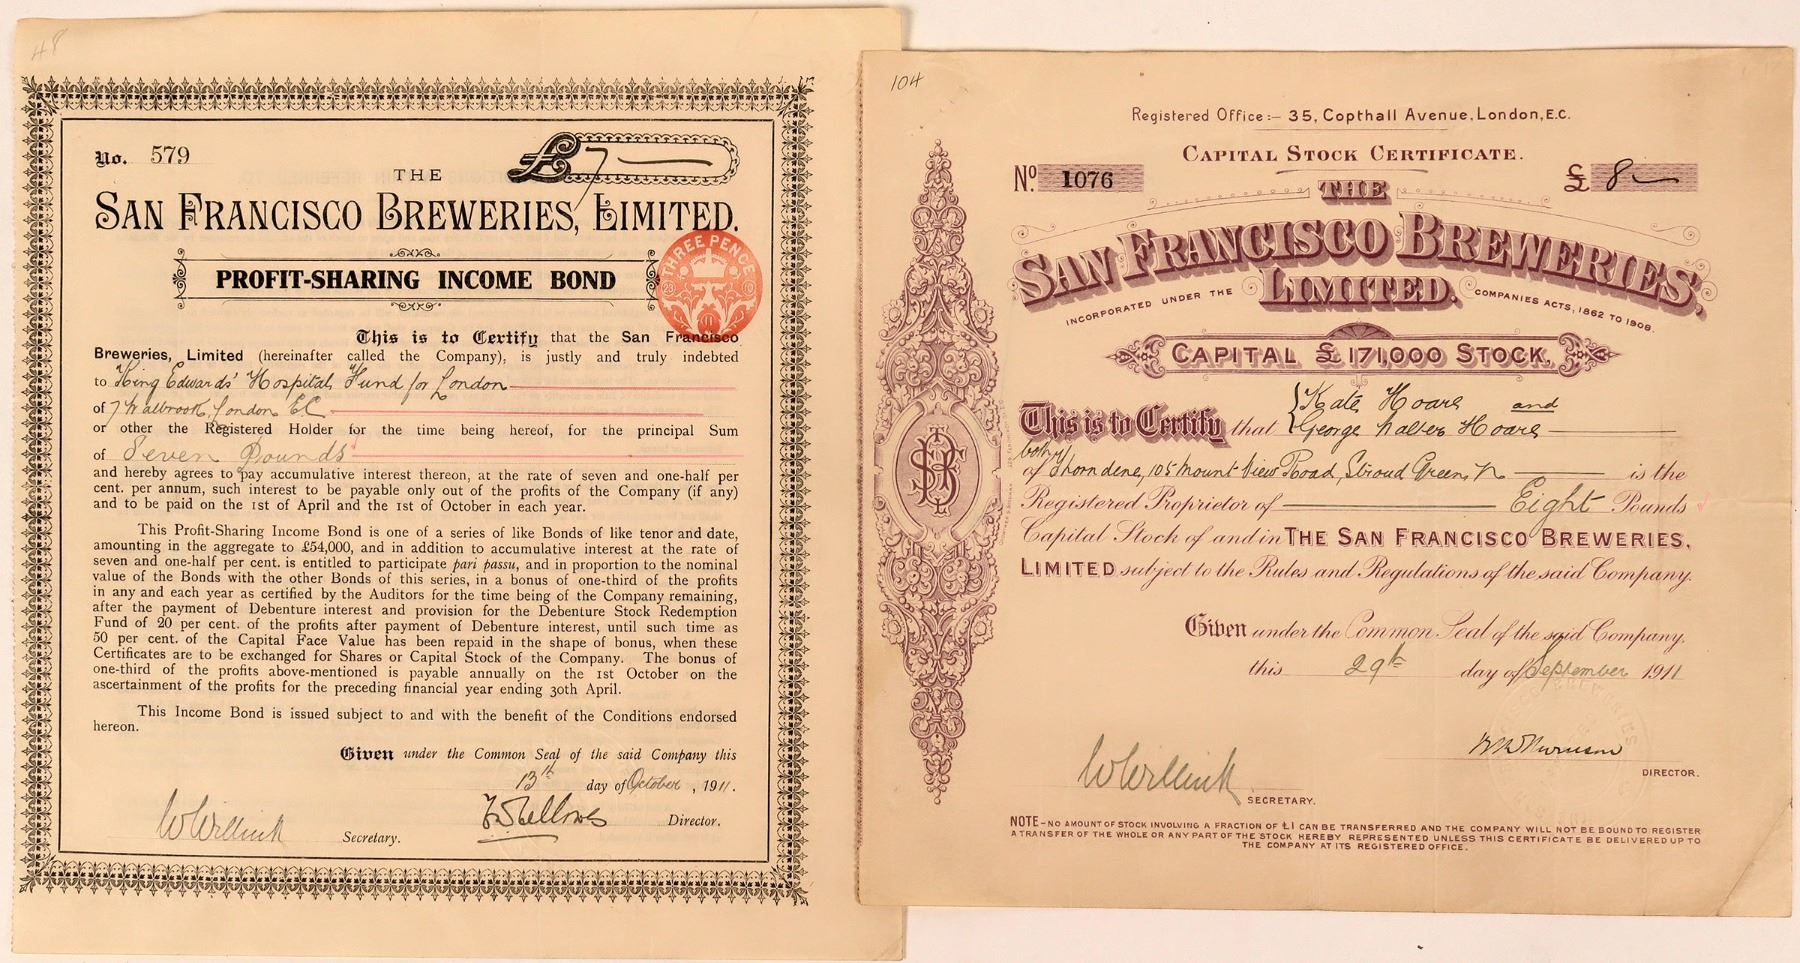 48
No. 579
£7
THE
SAN FRANCISCO BREWERIES, LIMITED.
THREE PENCE
23 10
11
PROFIT-SHARING INCOME BOND
This is to Certify that the San Francisco
Breweries, Limited (hereinafter called the Company), is justly and truly indebted
to King Edwards' Hospital Fund for London
of 7 Walbrook, London EC
or other the Registered Holder for the time being hereof, for the principal Sum
of Seven Pounds
and hereby agrees to pay accumulative interest thereon, at the rate of seven and one-half per
cent. per annum, such interest to be payable only out of the profits of the Company (if any)
and to be paid on the 1st of April and the 1st of October in each year.
This Profit-Sharing Income Bond is one of a series of like Bonds of like tenor and date,
amounting in the aggregate to £54,000, and in addition to accumulative interest at the rate of
seven and one-half per cent. is entitled to participate pari passu, and in proportion to the nominal
value of the Bonds with the other Bonds of this series, in a bonus of one-third of the profits
in any and each year as certified by the Auditors for the time being of the Company remaining,
after the payment of Debenture interest and provision for the Debenture Stock Redemption
Fund of 20 per cent. of the profits after payment of Debenture interest, until such time as
50 per cent. of the Capital Face Value has been repaid in the shape of bonus, when these
Certificates are to be exchanged for Shares or Capital Stock of the Company. The bonus of
one-third of the profits above-mentioned is payable annually on the 1st October on the
ascertainment of the profits for the preceding financial year ending 30th April.
This Income Bond is issued subject to and with the benefit of the Conditions endorsed
hereon.
Given under the Common Seal of the said Company this
13th day of October, 1911.
W Willink Secretary. Director.
104
Registered Office:- 35, Copthall Avenue, London, E.C.
CAPITAL STOCK CERTIFICATE.
No. 1076 £8
THE
SAN FRANCISCO BREWERIES,
LIMITED.
INCORPORATED UNDER THE COMPANIES ACTS, 1862 TO 1908.
CAPITAL £171,000 STOCK.
This is to Certify that Kate Hoare and
George Walter Hoare
both of Thorndene, 105 Mount View Road, Stroud Green, N is the
Registered Proprietor of Eight Pounds
Capital Stock of and in THE SAN FRANCISCO BREWERIES,
LIMITED subject to the Rules and Regulations of the said Company.
SFB
Given under the Common Seal of the said Company,
this 29th day of September 1911
DIRECTOR.
W Willink SECRETARY.
NOTE - NO AMOUNT OF STOCK INVOLVING A FRACTION OF £1 CAN BE TRANSFERRED AND THE COMPANY WILL NOT BE BOUND TO REGISTER
A TRANSFER OF THE WHOLE OR ANY PART OF THE STOCK HEREBY REPRESENTED UNLESS THIS CERTIFICATE BE DELIVERED UP TO
THE COMPANY AT ITS REGISTERED OFFICE.